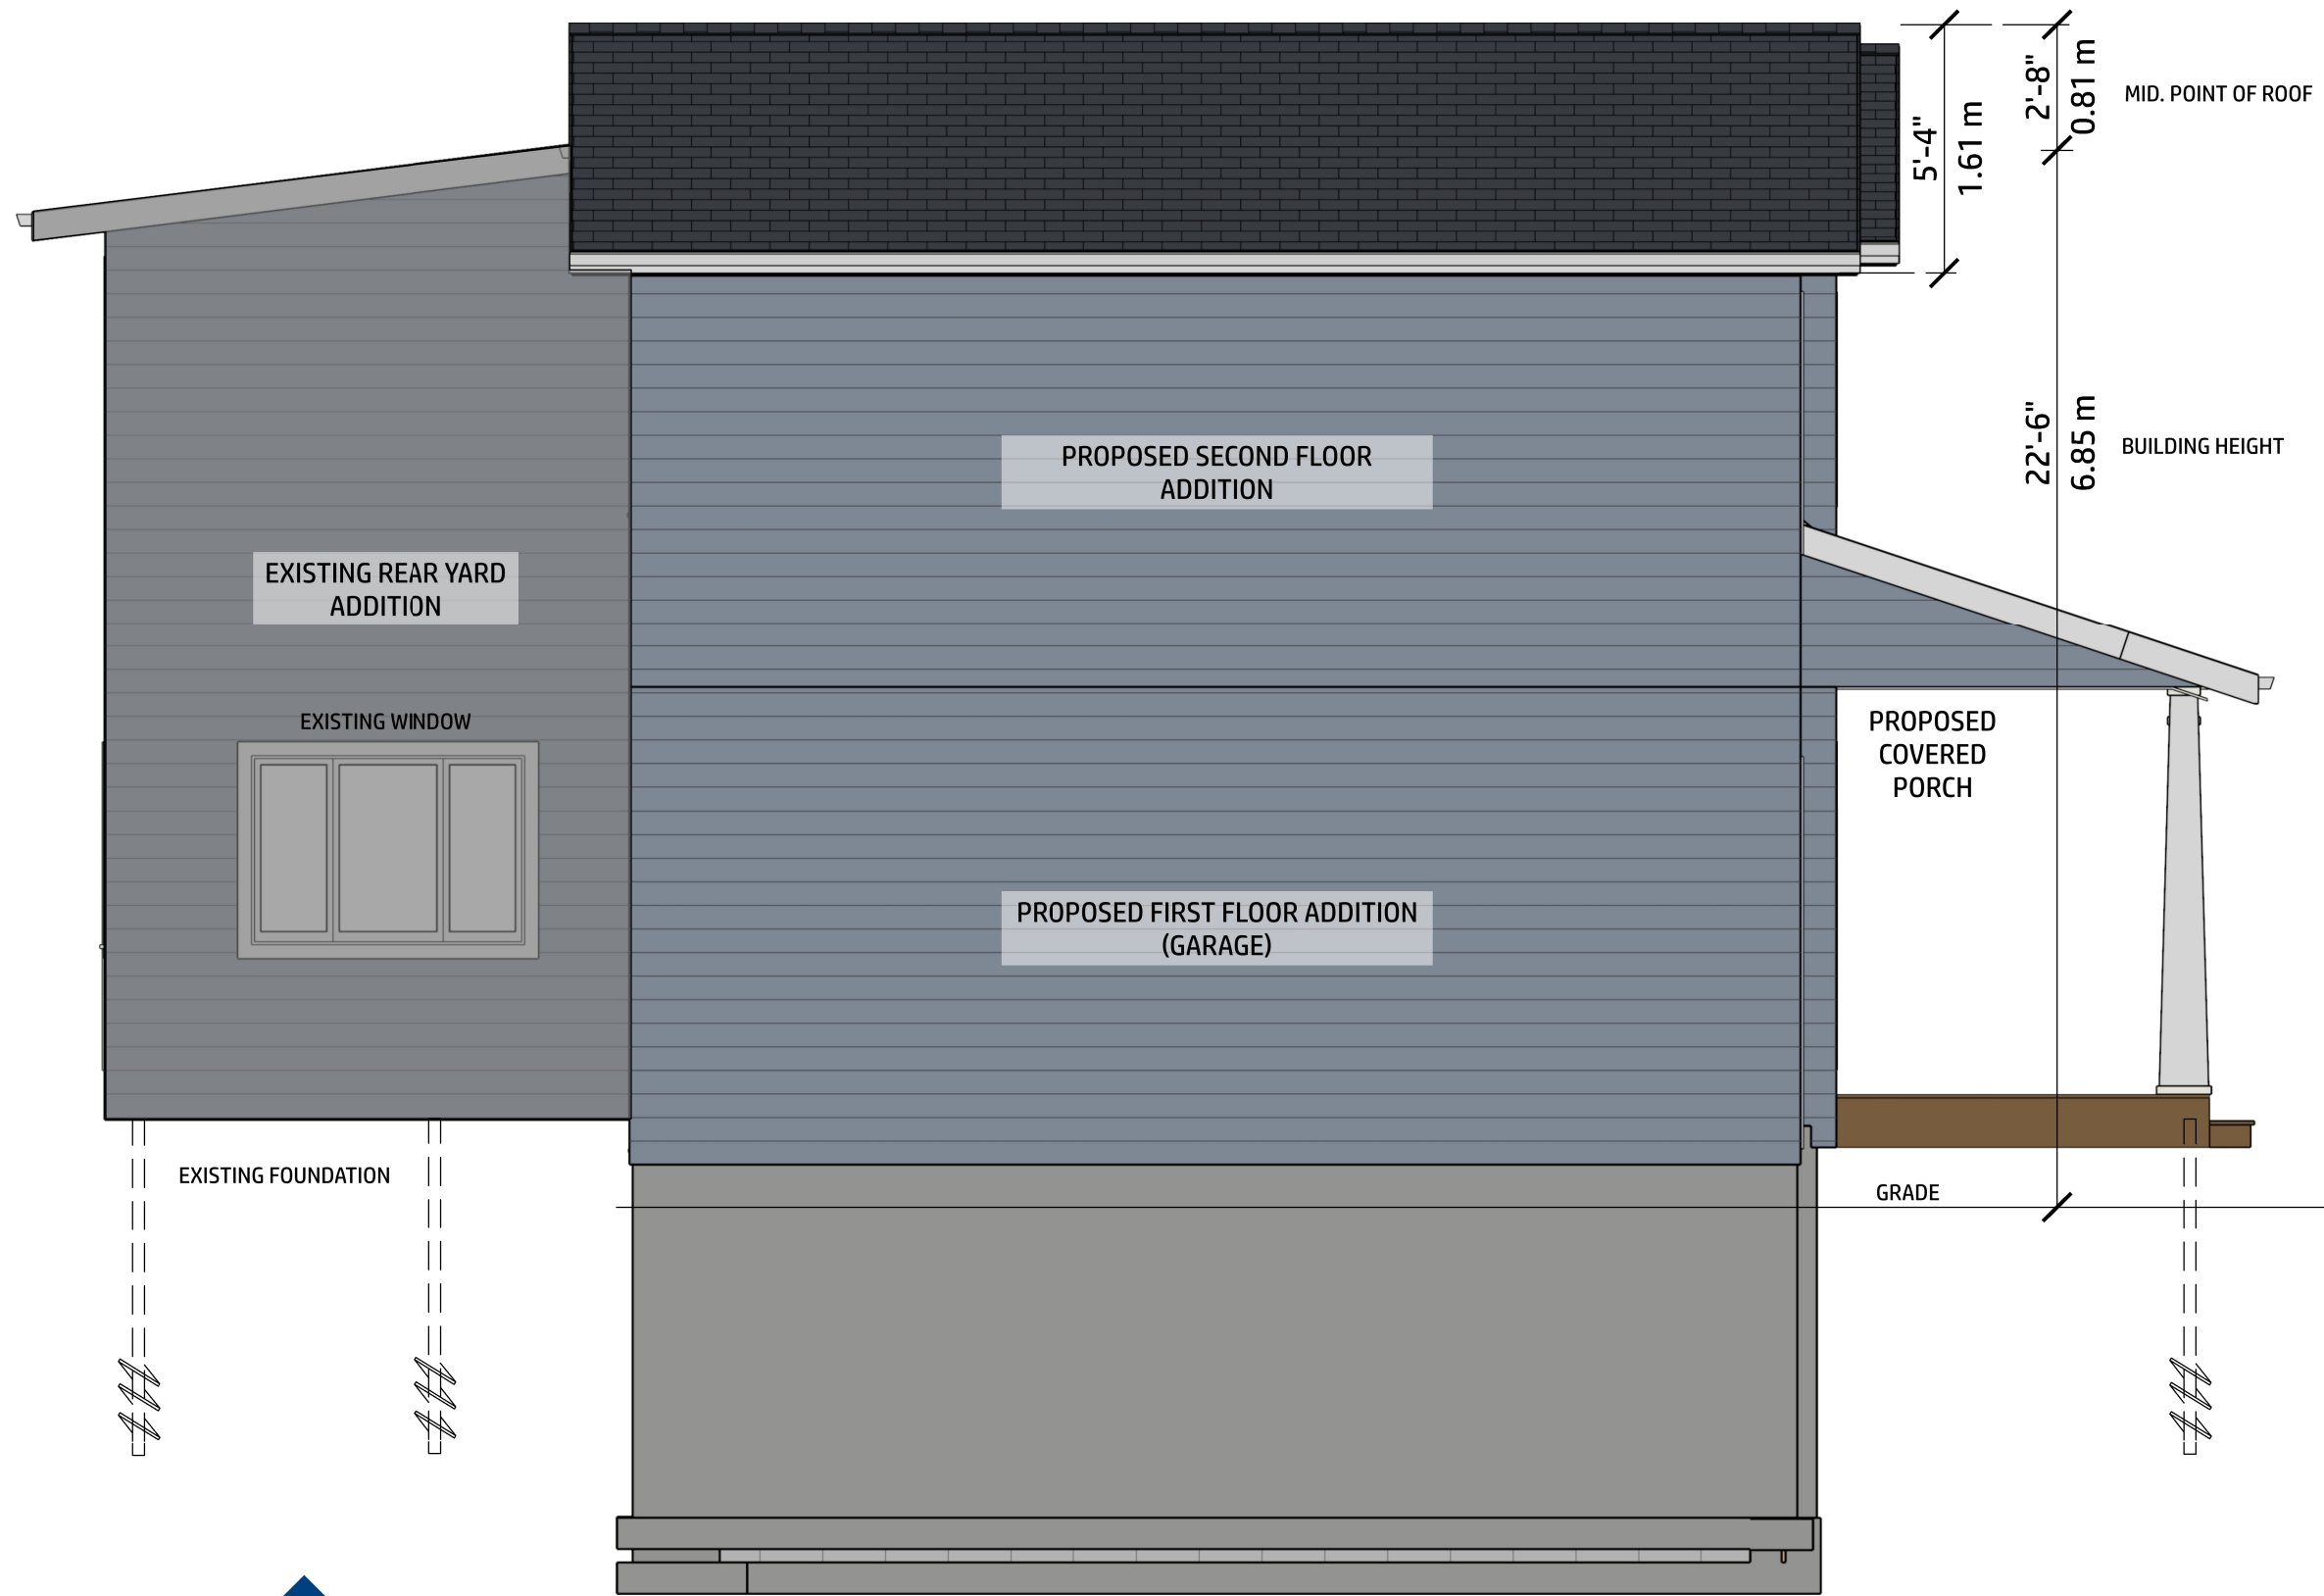 2'-8"
0.81 m
MID. POINT OF ROOF
5'-4"
1.61 m
22'-6"
6.85 m
BUILDING HEIGHT
PROPOSED SECOND FLOOR
ADDITION
EXISTING REAR YARD
ADDITION
EXISTING WINDOW
PROPOSED
COVERED
PORCH
PROPOSED FIRST FLOOR ADDITION
(GARAGE)
EXISTING FOUNDATION
GRADE